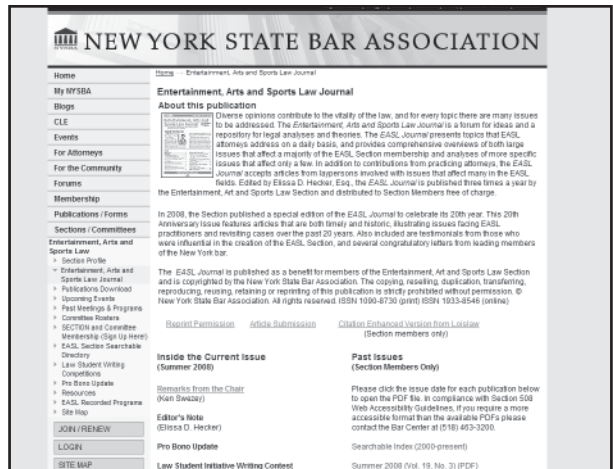 NYSBA
NEW YORK STATE BAR ASSOCIATION
Home
My NYSBA
Blogs
CLE
Events
For Attorneys
For the Community
Forums
Membership
Publications / Forms
Sections / Committees
Entertainment, Arts and
Sports Law
Section Profile
Entertainment, Arts and
Sports Law Journal
Publications Download
Upcoming Events
Past Meetings & Programs
Committee Rosters
SECTION and Committee
Membership (Sign Up Here!)
EASL Section Searchable
Directory
Law Student Writing
Competitions
Pro Bono Update
Resources
EASL Recorded Programs
Site Map
JOIN / RENEW
LOGIN
SITE MAP
Home Entertainment, Arts and Sports Law Journal
Entertainment, Arts and Sports Law Journal
About this publication
Diverse opinions contribute to the vitality of the law, and for every topic there are many issues
to be addressed. The Entertainment, Arts and Sports Law Journal is a forum for ideas and a
repository for legal analyses and theories. The EASL Journal presents topics that EASL
attorneys address on a daily basis, and provides comprehensive overviews of both large
issues that affect a majority of the EASL Section membership and analyses of more specific
issues that affect only a few. In addition to contributions from practicing attorneys, the EASL
Journal accepts articles from laypersons involved with issues that affect many in the EASL
fields. Edited by Elissa D. Hecker, Esq., the EASL Journal is published three times a year by
the Entertainment, Art and Sports Law Section and distributed to Section Members free of charge.
In 2008, the Section published a special edition of the EASL Journal to celebrate its 20th year. This 20th
Anniversary Issue features articles that are both timely and historic, illustrating issues facing EASL
practitioners and revisiting cases over the past 20 years. Also included are testimonials from those who
were influential in the creation of the EASL Section, and several congratulatory letters from leading members
of the New York bar.
The EASL Journal is published as a benefit for members of the Entertainment, Art and Sports Law Section
and is copyrighted by the New York State Bar Association. The copying, reselling, duplication, transferring,
reproducing, reusing, retaining or reprinting of this publication is strictly prohibited without permission. ©
New York State Bar Association. All rights reserved. ISSN 1090-8730 (print) ISSN 1933-8546 (online)
Reprint Permission Article Submission Citation Enhanced Version from Loislaw
(Section members only)
Inside the Current Issue
(Summer 2008)
Remarks from the Chair
(Ken Swezey)
Editor's Note
(Elissa D. Hecker)
Pro Bono Update
Law Student Initiative Writing Contest
Past Issues
(Section Members Only)
Please click the issue date for each publication below
to open the PDF file. In compliance with Section 508
Web Accessibility Guidelines, if you require a more
accessible format than the available PDFs please
contact the Bar Center at (518) 463-3200.
Searchable Index (2000-present)
Summer 2008 (Vol. 19, No. 3) (PDF)